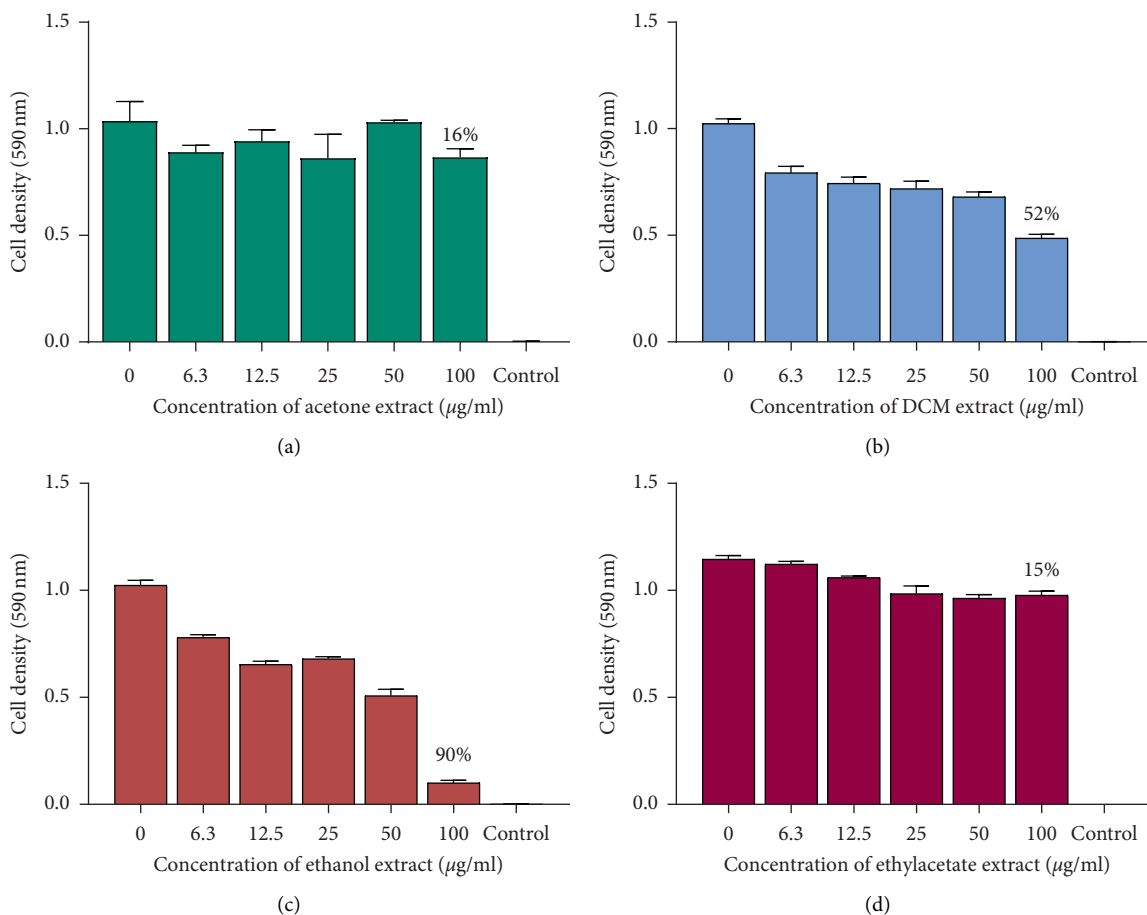 1.5
1.0
0.5
0.0
Cell density (590 nm)
16%
0 6.3 12.5 25 50 100 Control
Concentration of acetone extract (μg/ml)
(a)
1.5
1.0
0.5
0.0
Cell density (590 nm)
52%
0 6.3 12.5 25 50 100 Control
Concentration of DCM extract (μg/ml)
(b)
1.5
1.0
0.5
0.0
Cell density (590 nm)
90%
0 6.3 12.5 25 50 100 Control
Concentration of ethanol extract (μg/ml)
(c)
1.5
1.0
0.5
0.0
Cell density (590 nm)
15%
0 6.3 12.5 25 50 100 Control
Concentration of ethylacetate extract (μg/ml)
(d)